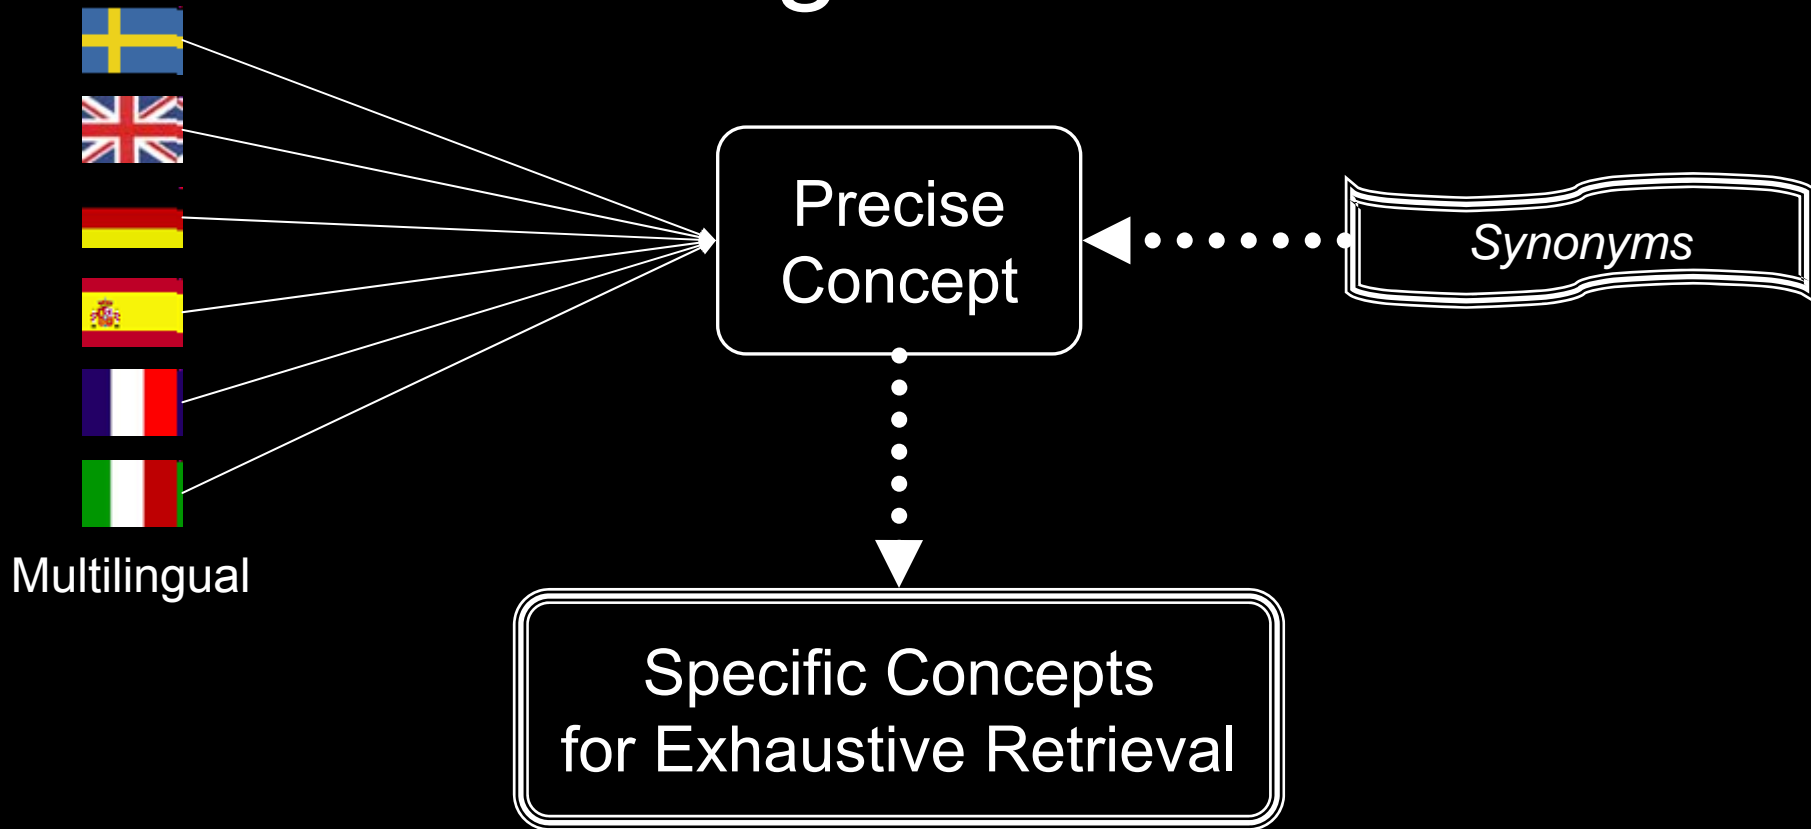 Precise
Concept
Synonyms
Multilingual
Specific Concepts
for Exhaustive Retrieval